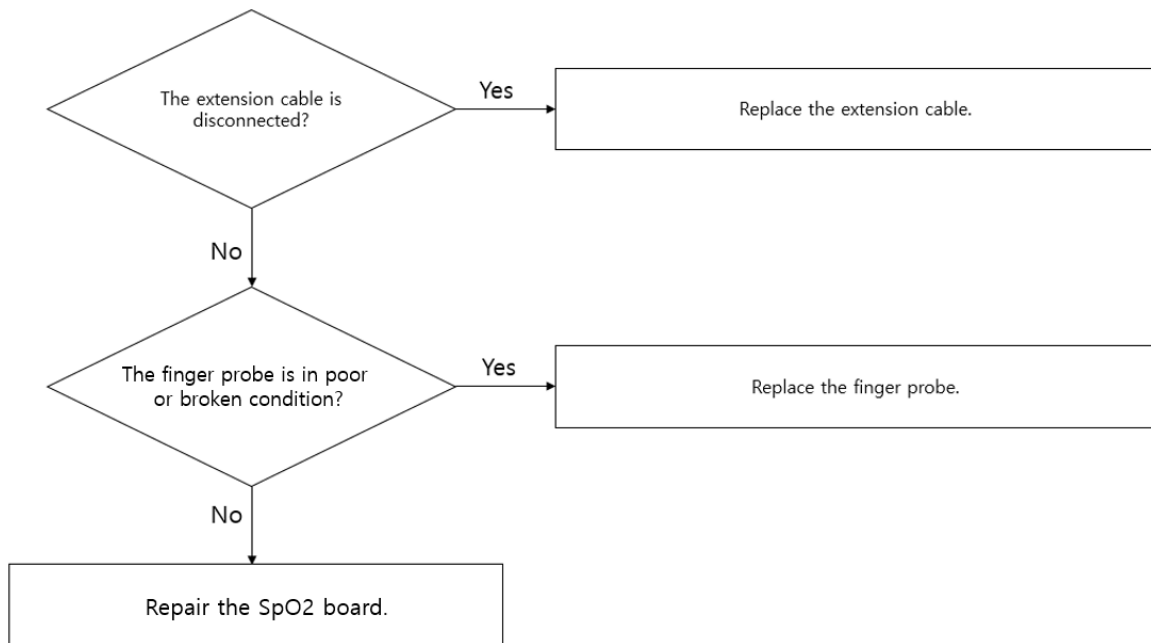 The extension cable is
disconnected?
Yes
Replace the extension cable.
No
The finger probe is in poor
or broken condition?
Yes
Replace the finger probe.
No
Repair the SpO2 board.